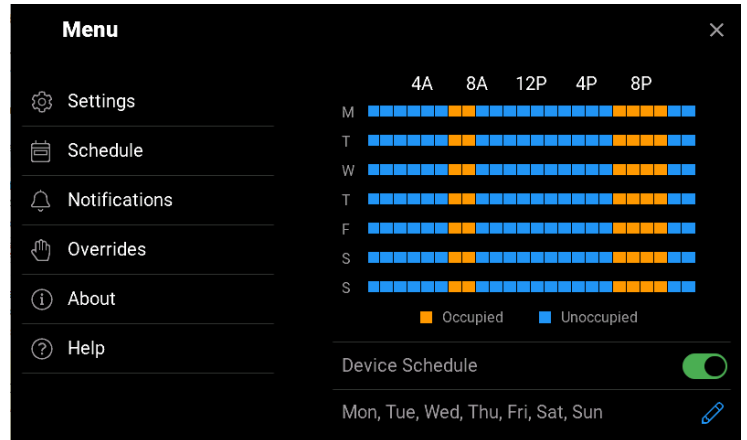 Menu
Settings
Schedule
Notifications
Overrides
About
Help
4A 8A 12P 4P 8P
M
T
W
T
F
S
S
Occupied Unoccupied
Device Schedule
Mon, Tue, Wed, Thu, Fri, Sat, Sun